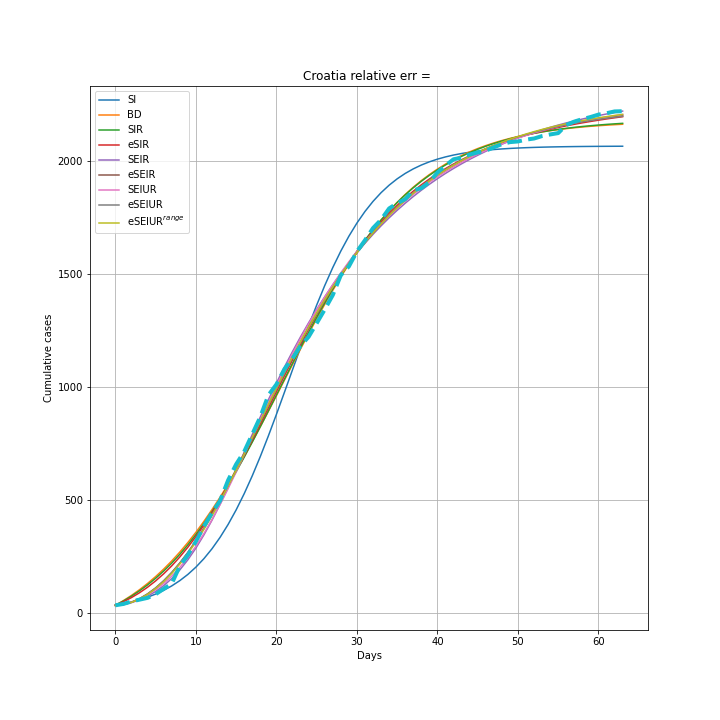 Croatia relative err =
SI
BD
SIR
eSIR
SEIR
eSEIR
SEIUR
eSEIUR
eSEIUR^range
Cumulative cases
2000
1500
1000
500
0
0 10 20 30 40 50 60
Days